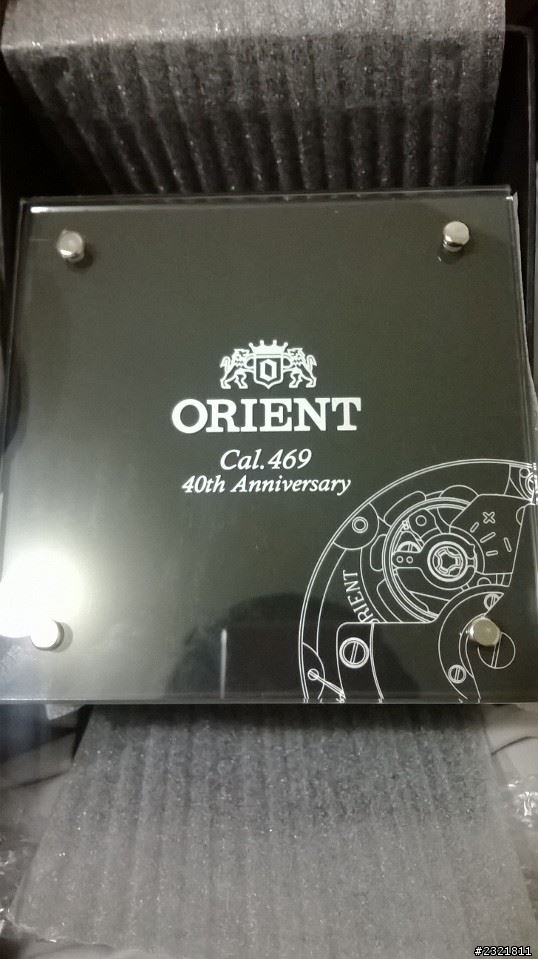 ORIENT
Cal.469
40th Anniversary
ORIENT
#2321811